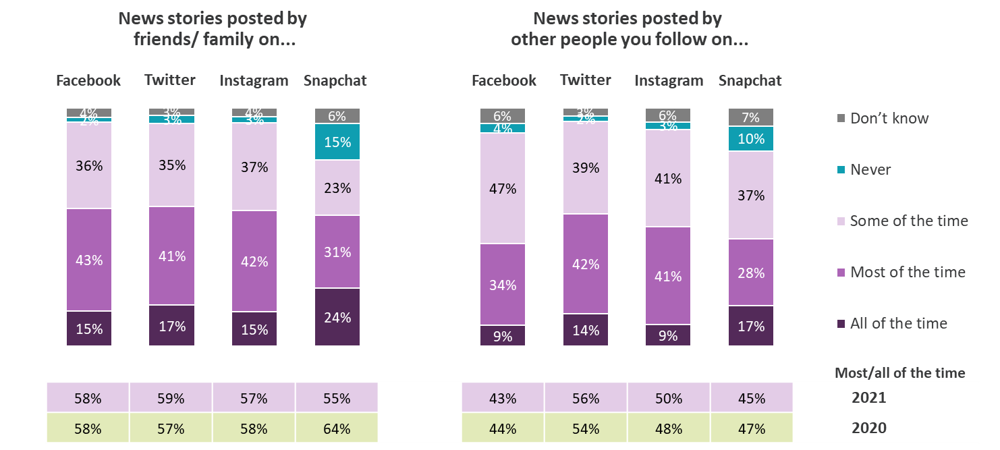 News stories posted by
friends/ family on...
News stories posted by
other people you follow on...
Facebook Twitter Instagram Snapchat
Facebook Twitter Instagram Snapchat
4% 3% 4% 6%
2% 3% 3% 15%
36% 35% 37% 23%
43% 41% 42% 31%
15% 17% 15% 24%
6% 3% 6% 7%
4% 2% 3% 10%
47% 39% 41% 37%
34% 42% 41% 28%
9% 14% 9% 17%
Don’t know
Never
Some of the time
Most of the time
All of the time
Most/all of the time
58% 59% 57% 55% 43% 56% 50% 45% 2021
58% 57% 58% 64% 44% 54% 48% 47% 2020